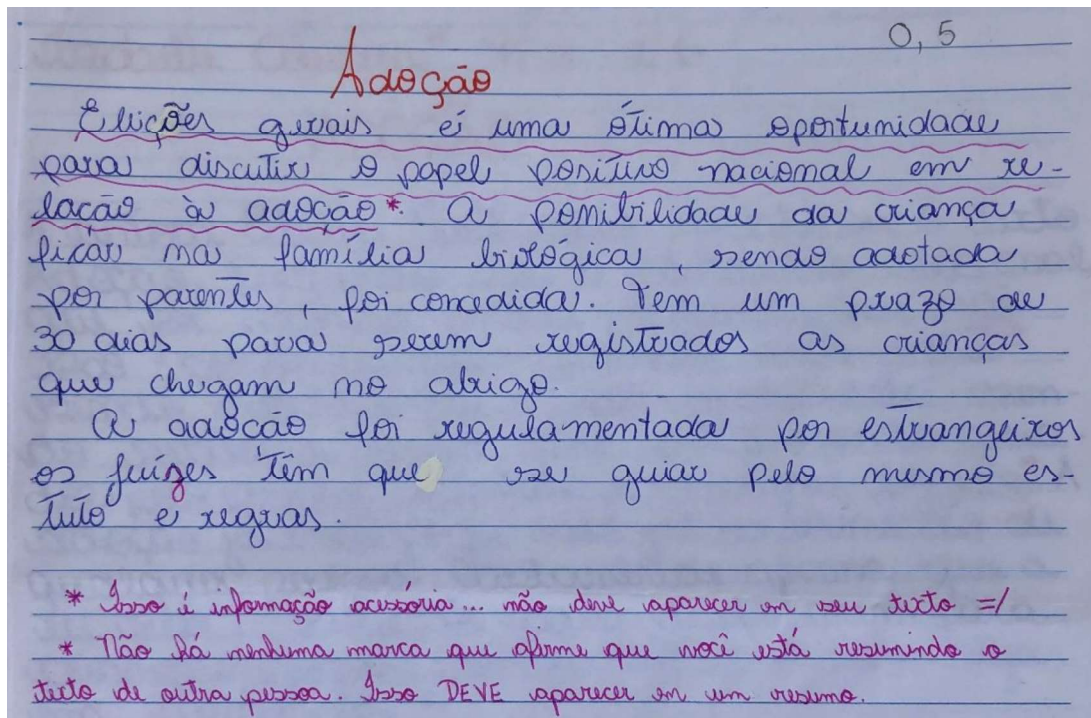 0,5
Adoção
Eleições gerais é uma ótima oportunidade
para discutir o papel positivo nacional em re-
lação à adoção*. A possibilidade da criança
ficar na família biológica, sendo adotada
por parentes, foi concedida. Tem um prazo de
30 dias para serem registrados as crianças
que chegam no abrigo.
A adoção foi regulamentada por estrangeiros
os juízes têm que se guiar pelo mesmo es-
tuto e regras.
* Isso é informação acessória... não deve aparecer em seu texto =/
* Não há nenhuma marca que afirme que você está resumindo o
texto de outra pessoa. Isso DEVE aparecer em um resumo.